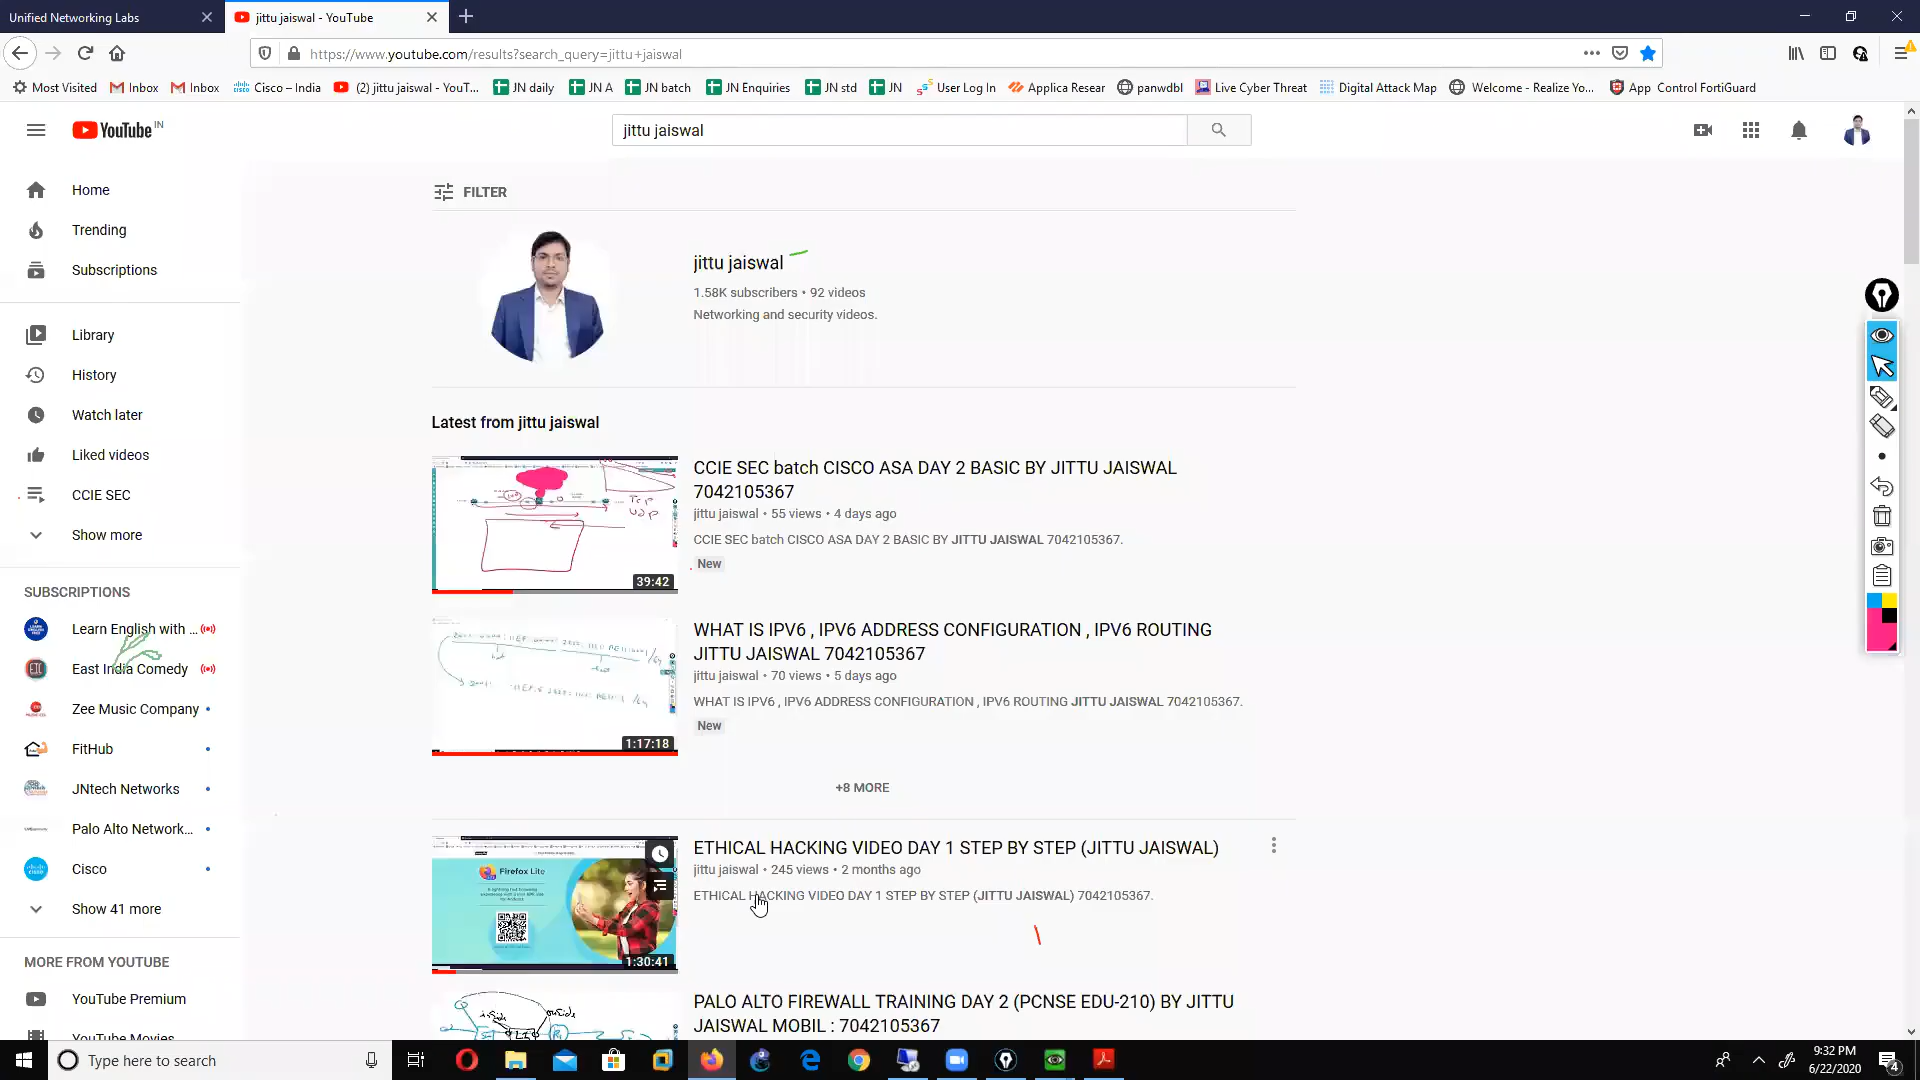 Unified Networking Labs
jittu jaiswal - YouTube
https://www.youtube.com/results?search_query=jittu+jaiswal
Most Visited
Inbox
Inbox
Cisco – India
(2) jittu jaiswal - YouT...
JN daily
JN A
JN batch
JN Enquiries
JN std
JN
User Log In
Applica Resear
panwdbl
Live Cyber Threat
Digital Attack Map
Welcome - Realize Yo...
App Control FortiGuard
YouTube IN
jittu jaiswal
Home
Trending
Subscriptions
Library
History
Watch later
Liked videos
CCIE SEC
Show more
SUBSCRIPTIONS
Learn English with ...
East India Comedy
Zee Music Company
FitHub
JNtech Networks
Palo Alto Network...
Cisco
Show 41 more
MORE FROM YOUTUBE
YouTube Premium
YouTube Movies
FILTER
jittu jaiswal
1.58K subscribers • 92 videos
Networking and security videos.
Latest from jittu jaiswal
TCP
UDP
39:42
CCIE SEC batch CISCO ASA DAY 2 BASIC BY JITTU JAISWAL
7042105367
jittu jaiswal • 55 views • 4 days ago
CCIE SEC batch CISCO ASA DAY 2 BASIC BY JITTU JAISWAL 7042105367.
New
1:17:18
WHAT IS IPV6 , IPV6 ADDRESS CONFIGURATION , IPV6 ROUTING
JITTU JAISWAL 7042105367
jittu jaiswal • 70 views • 5 days ago
WHAT IS IPV6 , IPV6 ADDRESS CONFIGURATION , IPV6 ROUTING JITTU JAISWAL 7042105367.
New
+8 MORE
Firefox Lite
1:30:41
ETHICAL HACKING VIDEO DAY 1 STEP BY STEP (JITTU JAISWAL)
jittu jaiswal • 245 views • 2 months ago
ETHICAL HACKING VIDEO DAY 1 STEP BY STEP (JITTU JAISWAL) 7042105367.
inside
outside
PALO ALTO FIREWALL TRAINING DAY 2 (PCNSE EDU-210) BY JITTU
JAISWAL MOBIL : 7042105367
Type here to search
9:32 PM
6/22/2020
4